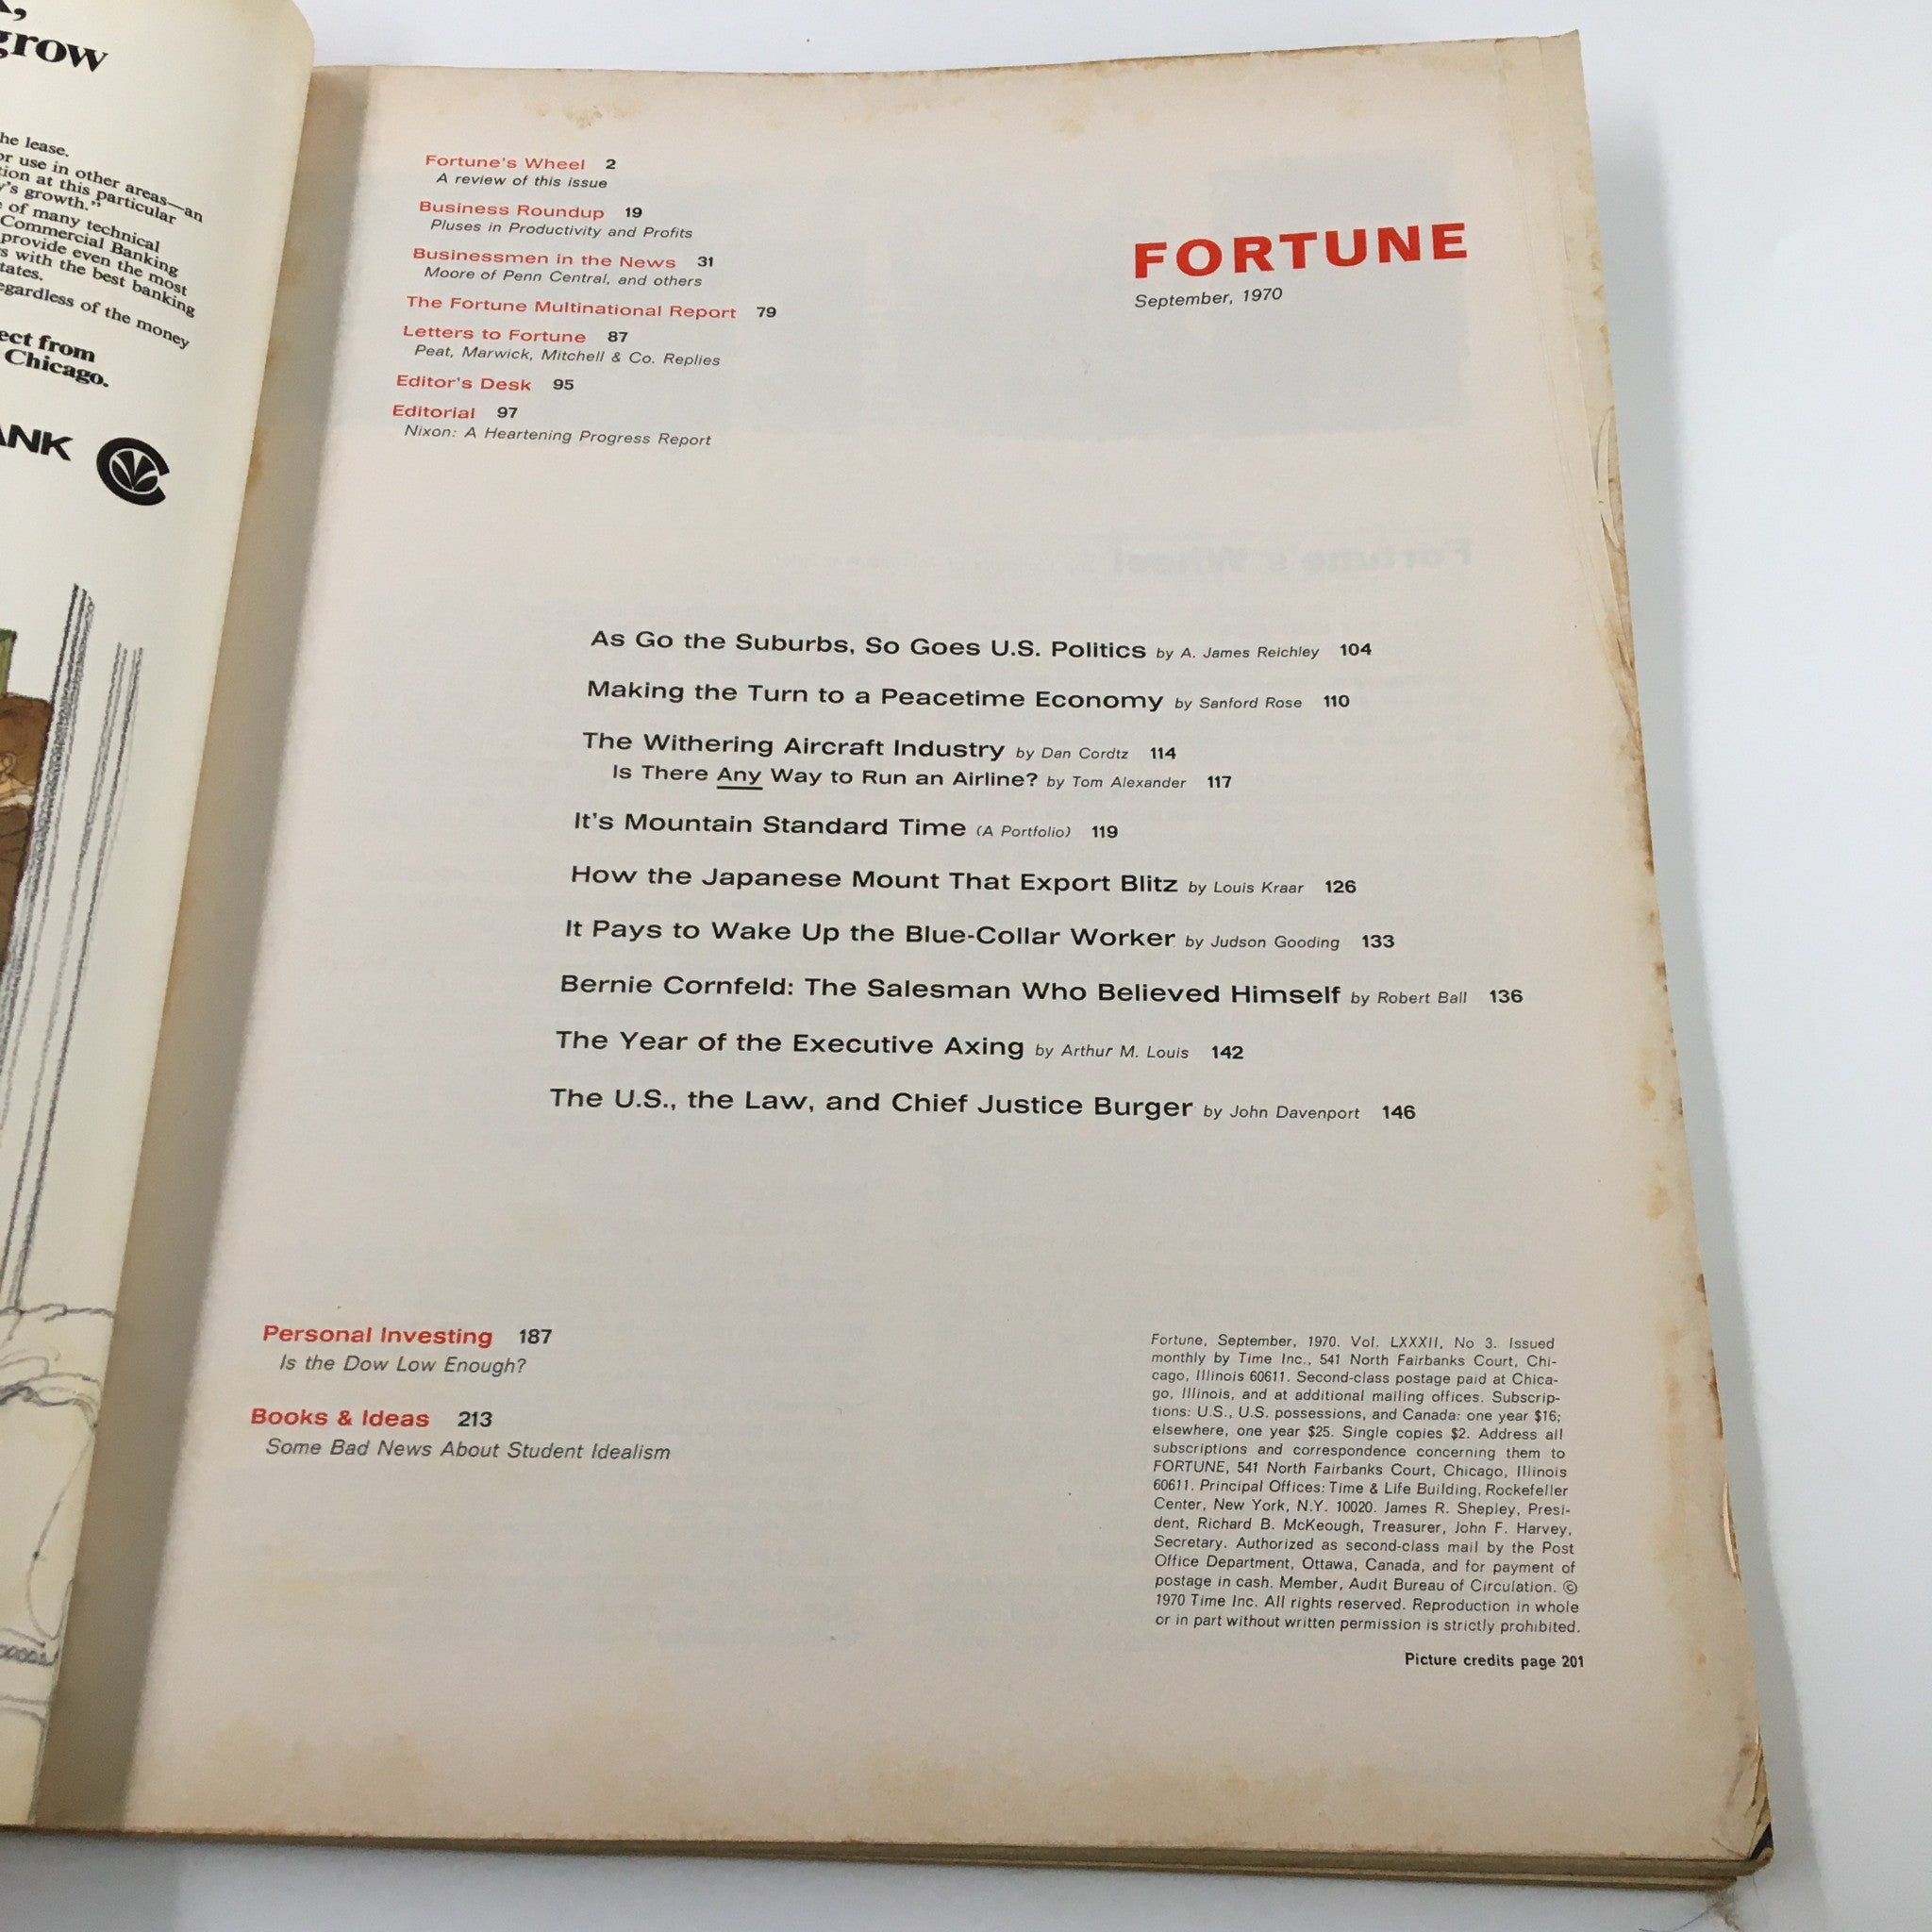 grow
he lease.
or use in other areas—an
tion at this particular
y's growth."
e of many technical
Commercial Banking
provide even the most
s with the best banking
tates.
egardless of the money
ect from
Chicago.
ANK
Fortune's Wheel 2
A review of this issue
Business Roundup 19
Pluses in Productivity and Profits
Businessmen in the News 31
Moore of Penn Central, and others
The Fortune Multinational Report 79
Letters to Fortune 87
Peat, Marwick, Mitchell & Co. Replies
Editor's Desk 95
Editorial 97
Nixon: A Heartening Progress Report
FORTUNE
September, 1970
As Go the Suburbs, So Goes U.S. Politics by A. James Reichley 104
Making the Turn to a Peacetime Economy by Sanford Rose 110
The Withering Aircraft Industry by Dan Cordtz 114
Is There Any Way to Run an Airline? by Tom Alexander 117
It's Mountain Standard Time (A Portfolio) 119
How the Japanese Mount That Export Blitz by Louis Kraar 126
It Pays to Wake Up the Blue-Collar Worker by Judson Gooding 133
Bernie Cornfeld: The Salesman Who Believed Himself by Robert Ball 136
The Year of the Executive Axing by Arthur M. Louis 142
The U.S., the Law, and Chief Justice Burger by John Davenport 146
Personal Investing 187
Is the Dow Low Enough?
Books & Ideas 213
Some Bad News About Student Idealism
Fortune, September, 1970. Vol. LXXXII, No 3. Issued
monthly by Time Inc., 541 North Fairbanks Court, Chi-
cago, Illinois 60611. Second-class postage paid at Chica-
go, Illinois, and at additional mailing offices. Subscrip-
tions: U.S., U.S. possessions, and Canada: one year $16;
elsewhere, one year $25. Single copies $2. Address all
subscriptions and correspondence concerning them to
FORTUNE, 541 North Fairbanks Court, Chicago, Illinois
60611. Principal Offices: Time & Life Building, Rockefeller
Center, New York, N.Y. 10020. James R. Shepley, Presi-
dent, Richard B. McKeough, Treasurer, John F. Harvey,
Secretary. Authorized as second-class mail by the Post
Office Department, Ottawa, Canada, and for payment of
postage in cash. Member, Audit Bureau of Circulation. ©
1970 Time Inc. All rights reserved. Reproduction in whole
or in part without written permission is strictly prohibited.
Picture credits page 201